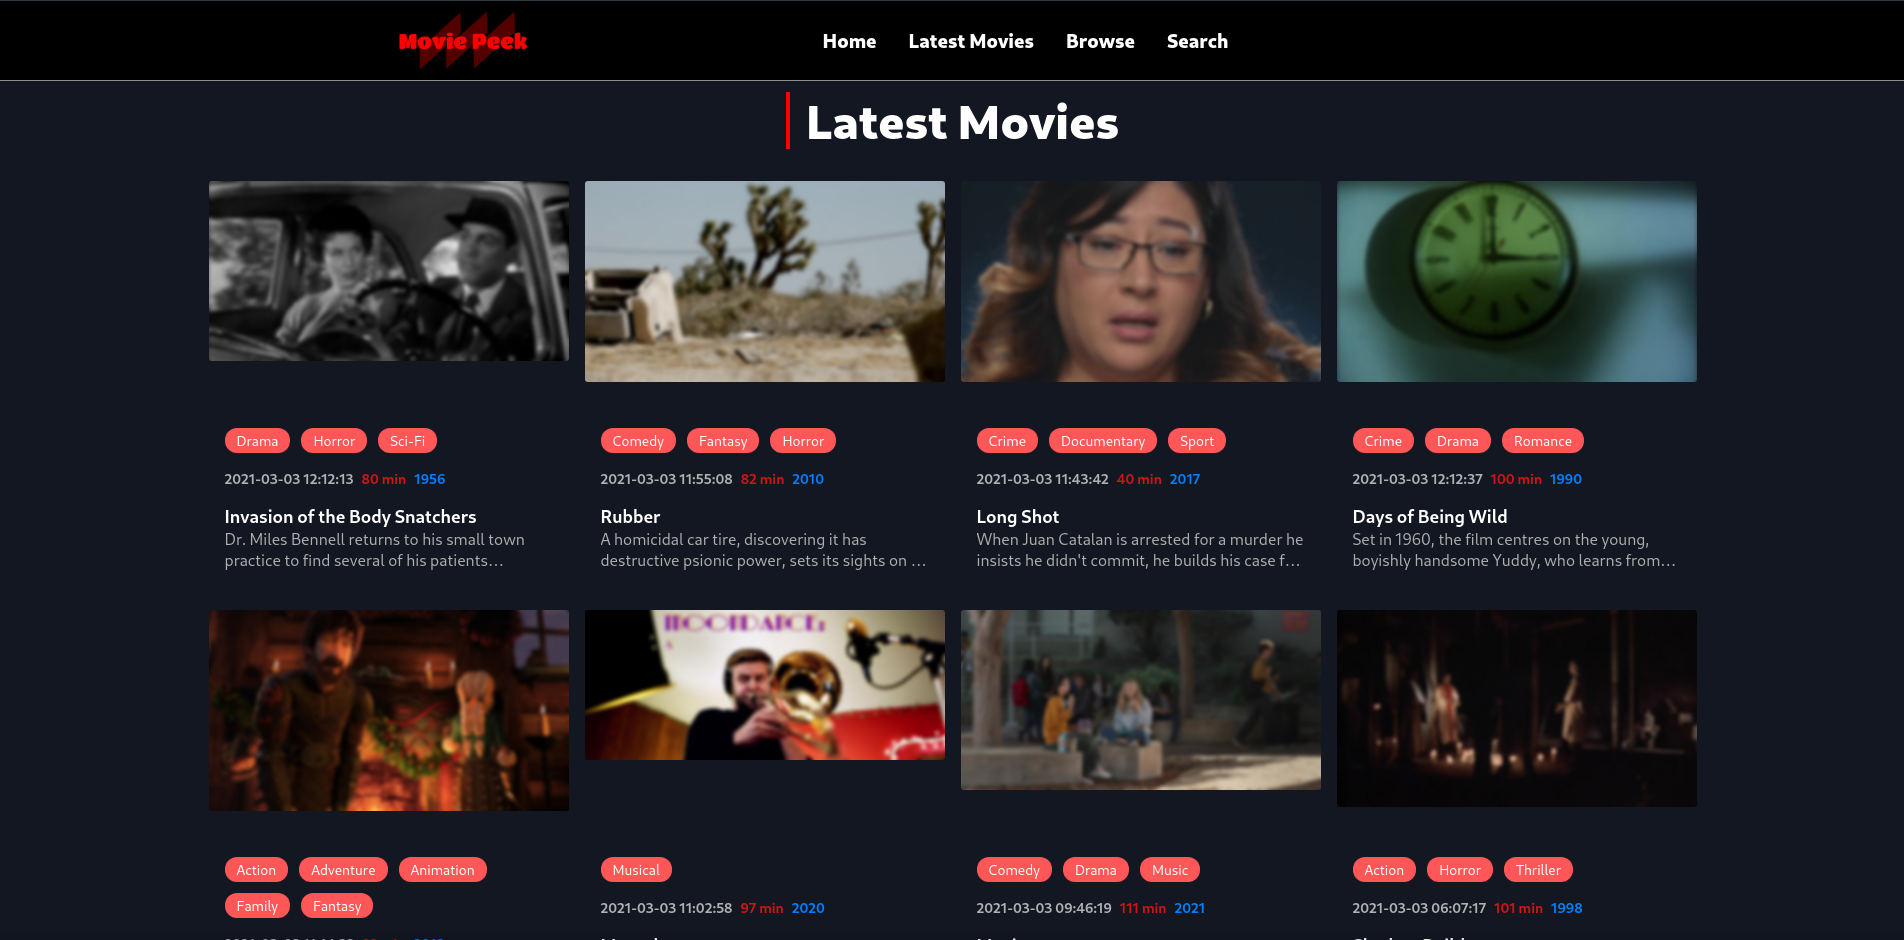 Movie Peek
Home Latest Movies Browse Search
Latest Movies
Drama Horror Sci-Fi
2021-03-03 12:12:13 80 min 1956
Invasion of the Body Snatchers
Dr. Miles Bennell returns to his small town
practice to find several of his patients...
Comedy Fantasy Horror
2021-03-03 11:55:08 82 min 2010
Rubber
A homicidal car tire, discovering it has
destructive psionic power, sets its sights on ...
Crime Documentary Sport
2021-03-03 11:43:42 40 min 2017
Long Shot
When Juan Catalan is arrested for a murder he
insists he didn't commit, he builds his case f...
Crime Drama Romance
2021-03-03 12:12:37 100 min 1990
Days of Being Wild
Set in 1960, the film centres on the young,
boyishly handsome Yuddy, who learns from...
Action Adventure Animation
Family Fantasy
Musical
2021-03-03 11:02:58 97 min 2020
Comedy Drama Music
2021-03-03 09:46:19 111 min 2021
Action Horror Thriller
2021-03-03 06:07:17 101 min 1998